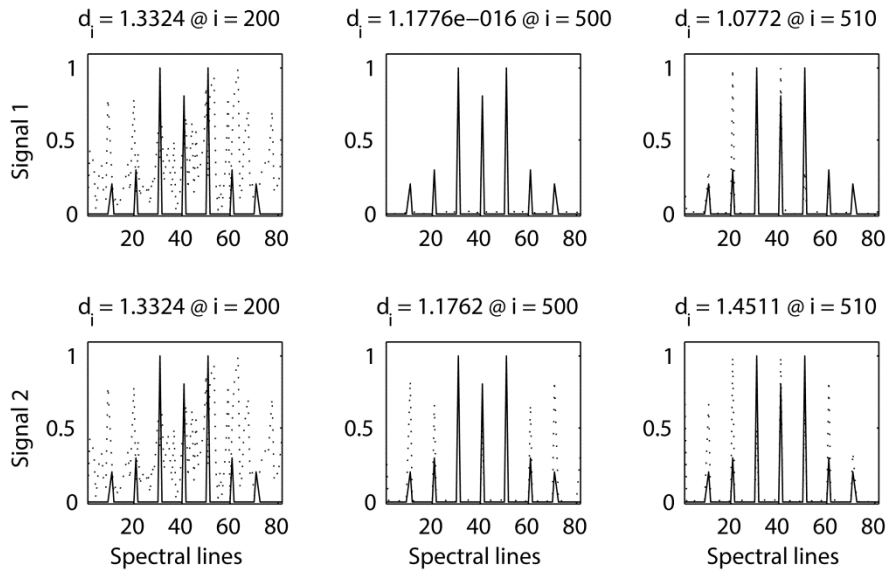 d_i = 1.3324 @ i = 200
d_i = 1.1776e−016 @ i = 500
d_i = 1.0772 @ i = 510
Signal 1
1
0.5
0
20 40 60 80
1
0.5
0
20 40 60 80
1
0.5
0
20 40 60 80
d_i = 1.3324 @ i = 200
d_i = 1.1762 @ i = 500
d_i = 1.4511 @ i = 510
Signal 2
1
0.5
0
20 40 60 80
Spectral lines
1
0.5
0
20 40 60 80
Spectral lines
1
0.5
0
20 40 60 80
Spectral lines